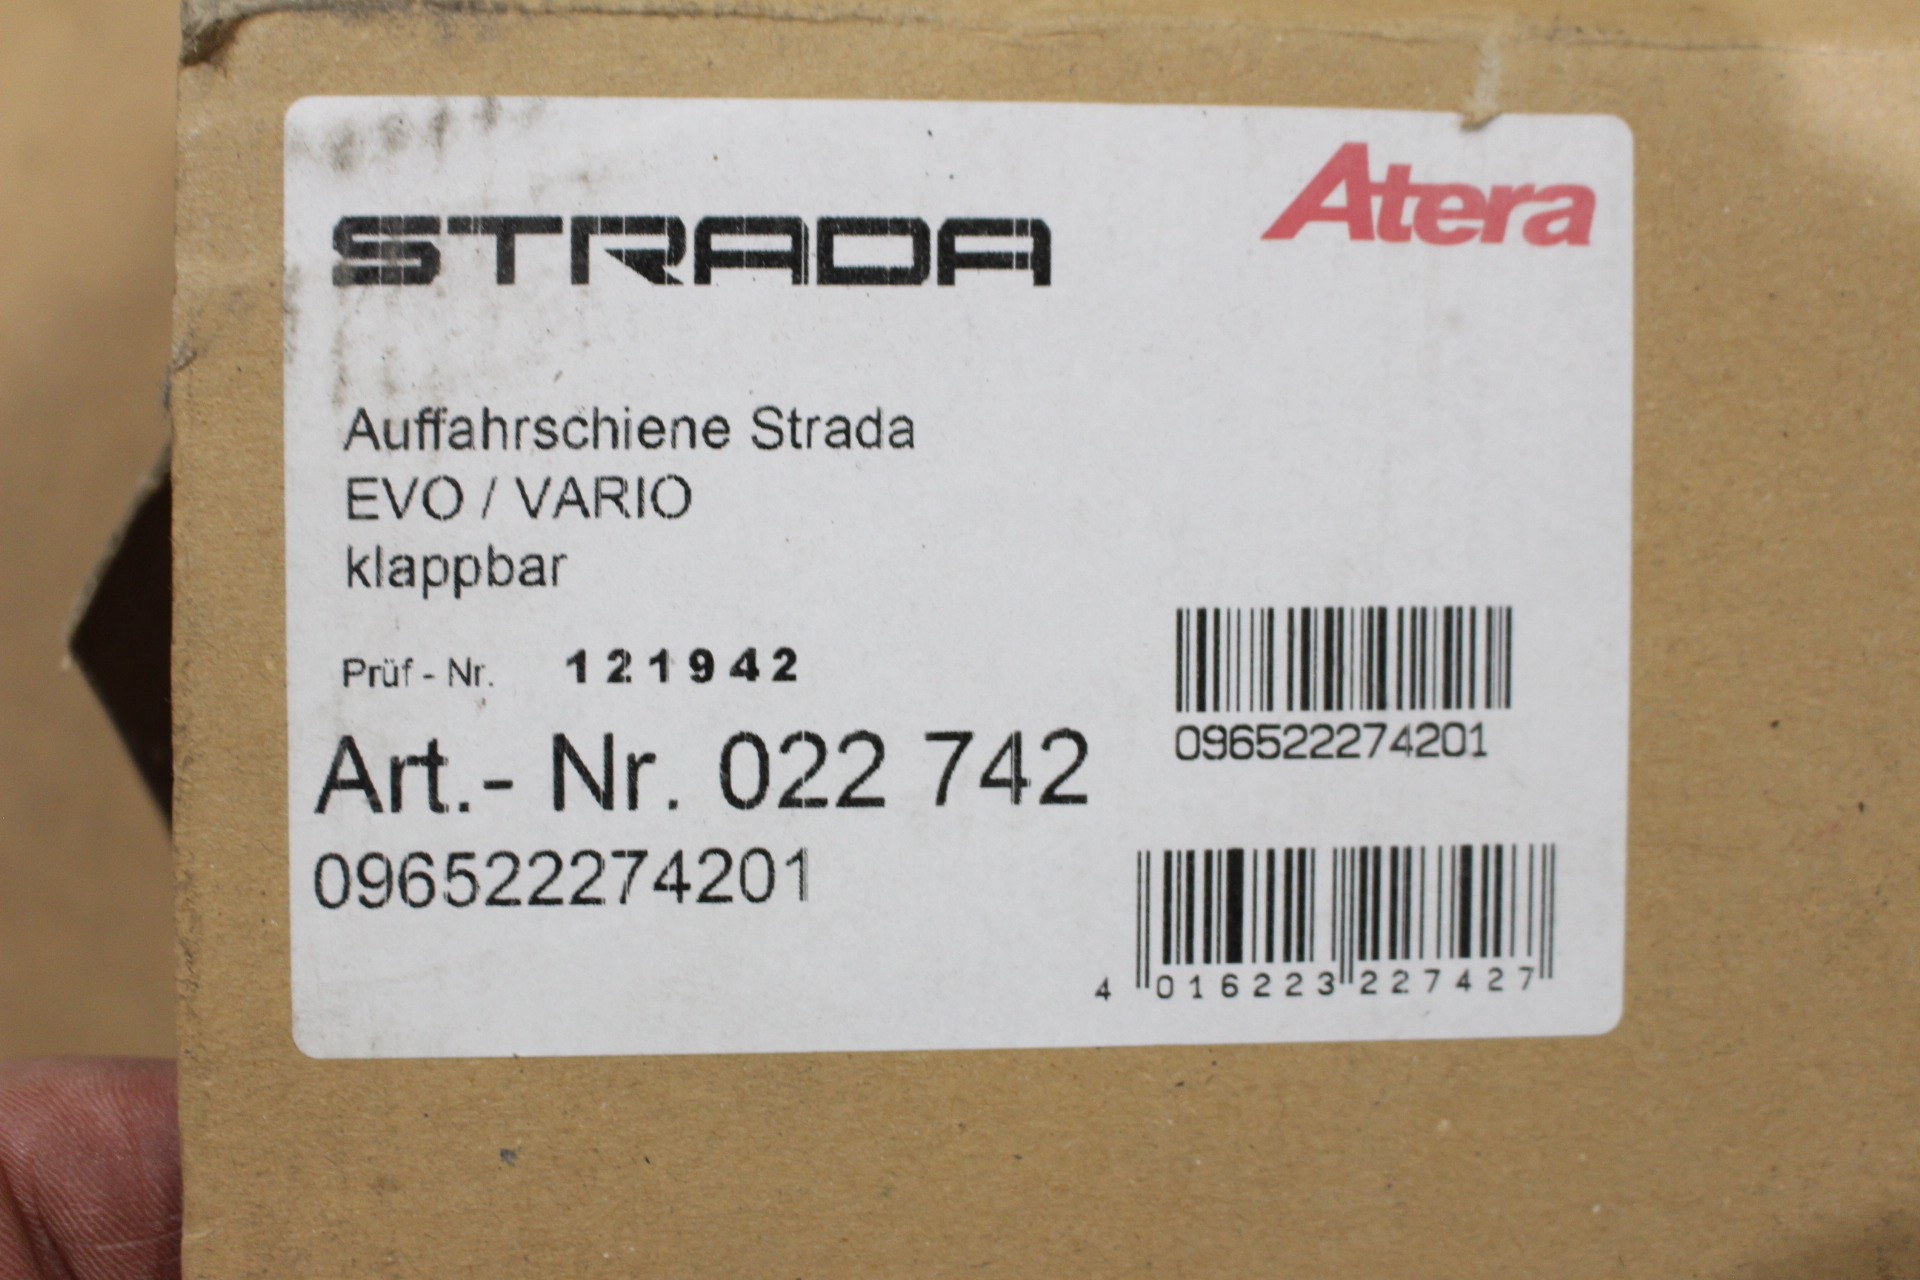 STRADA
Atera
Auffahrschiene Strada
EVO / VARIO
klappbar
Prüf - Nr. 121942
Art.- Nr. 022 742
096522274201
096522274201
4 016223 227427